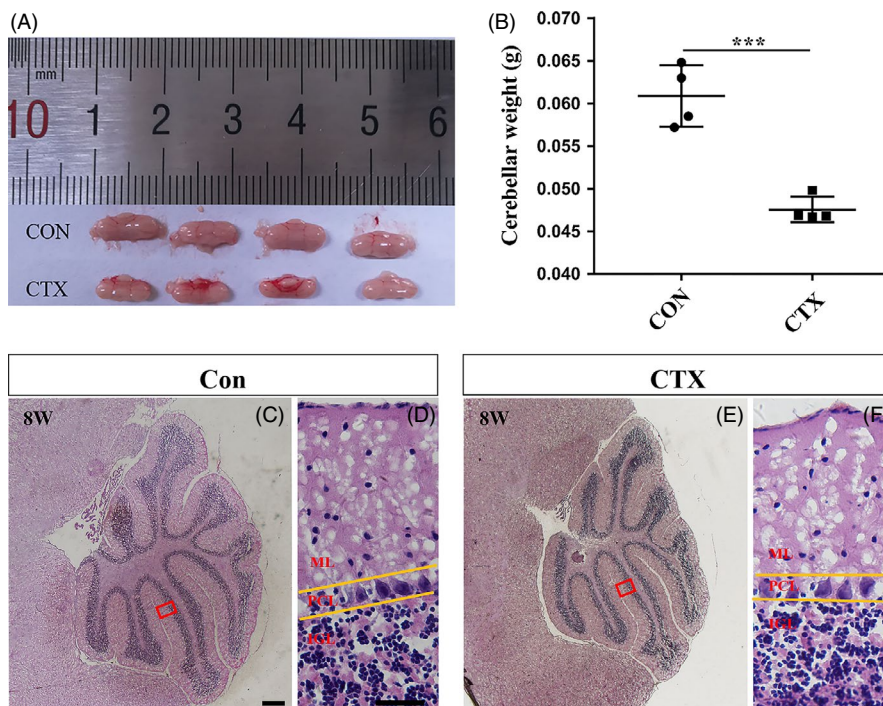 (A)
mm
10 1 2 3 4 5 6
CON
CTX
(B)
Cerebellar weight (g)
0.070
0.065
0.060
0.055
0.050
0.045
0.040
***
CON
CTX
Con
8W
(C)
(D)
ML
PCL
IGL
CTX
8W
(E)
(F)
ML
PCL
IGL